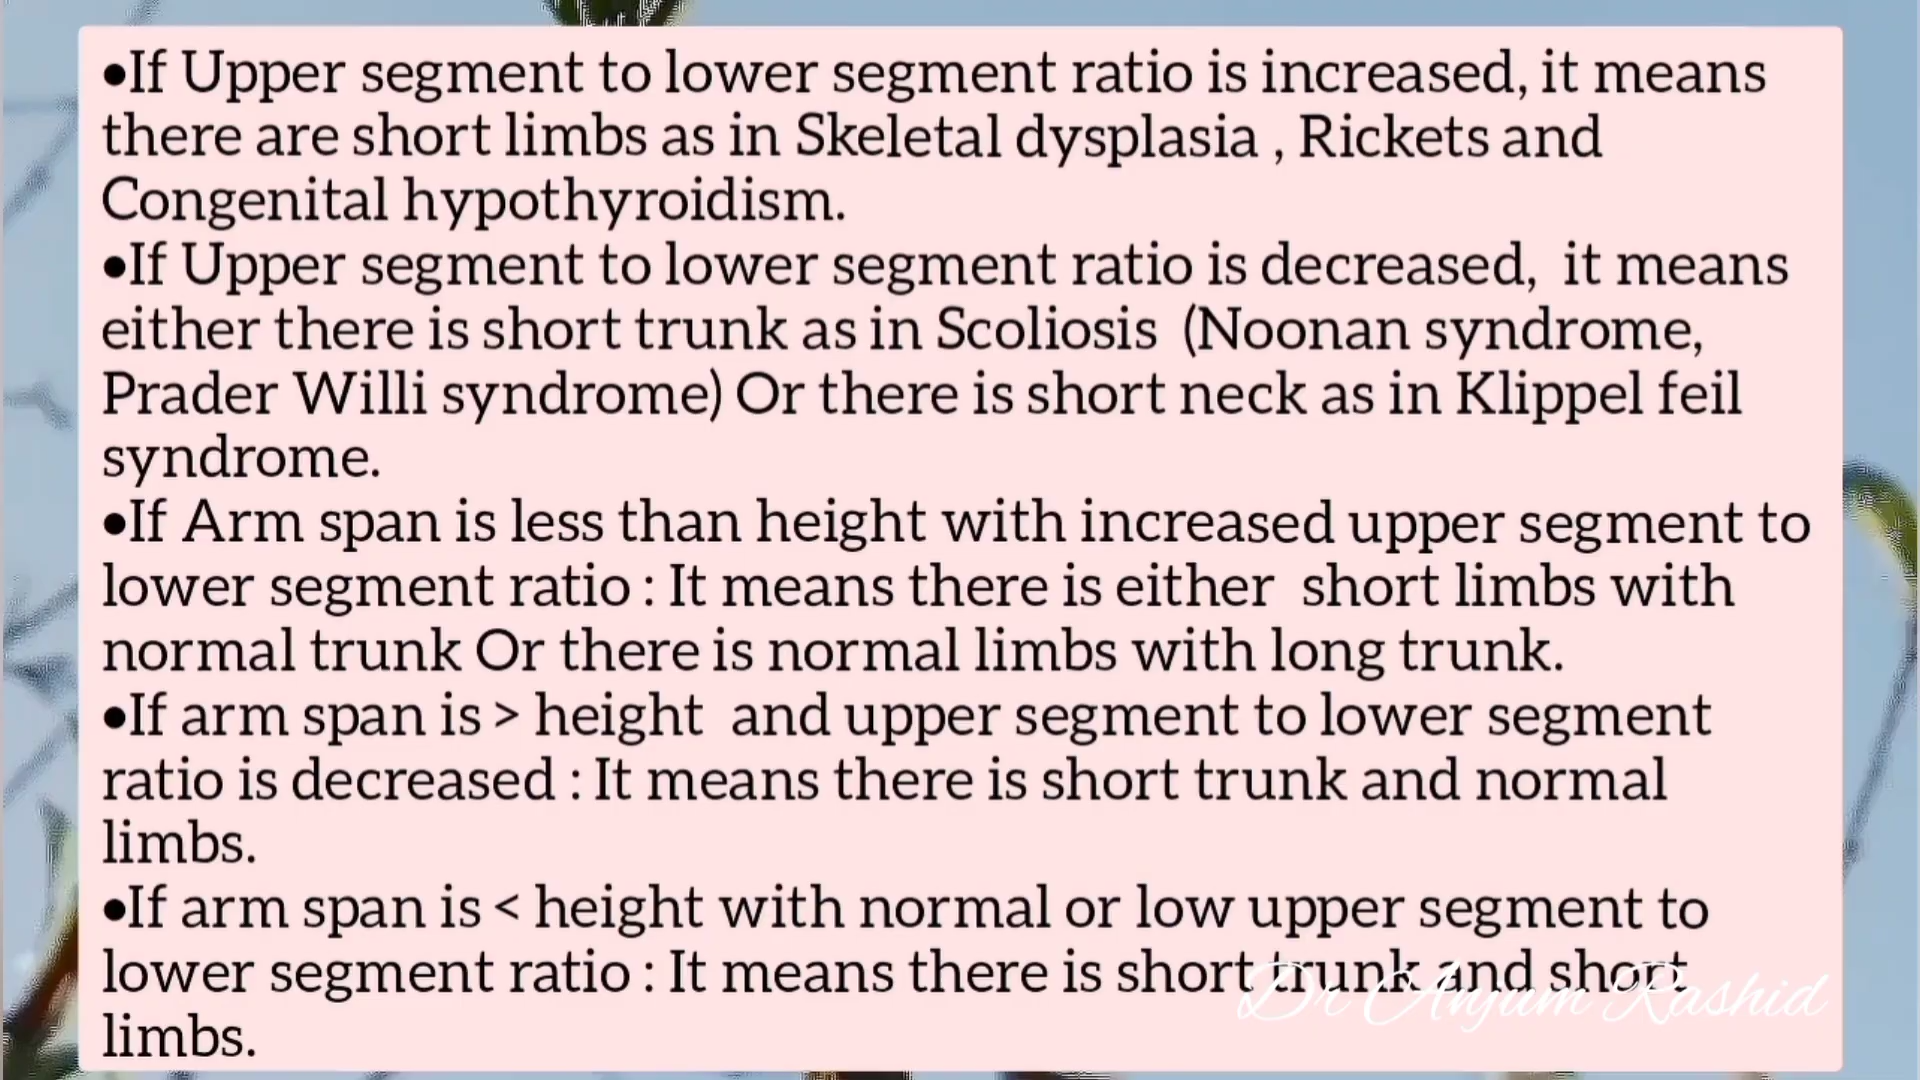 •If Upper segment to lower segment ratio is increased, it means
there are short limbs as in Skeletal dysplasia , Rickets and
Congenital hypothyroidism.
•If Upper segment to lower segment ratio is decreased,  it means
either there is short trunk as in Scoliosis  (Noonan syndrome,
Prader Willi syndrome) Or there is short neck as in Klippel feil
syndrome.
•If Arm span is less than height with increased upper segment to
lower segment ratio : It means there is either  short limbs with
normal trunk Or there is normal limbs with long trunk.
•If arm span is > height  and upper segment to lower segment
ratio is decreased : It means there is short trunk and normal
limbs.
•If arm span is < height with normal or low upper segment to
lower segment ratio : It means there is short trunk and short
limbs.
Dr Anjum Rashid